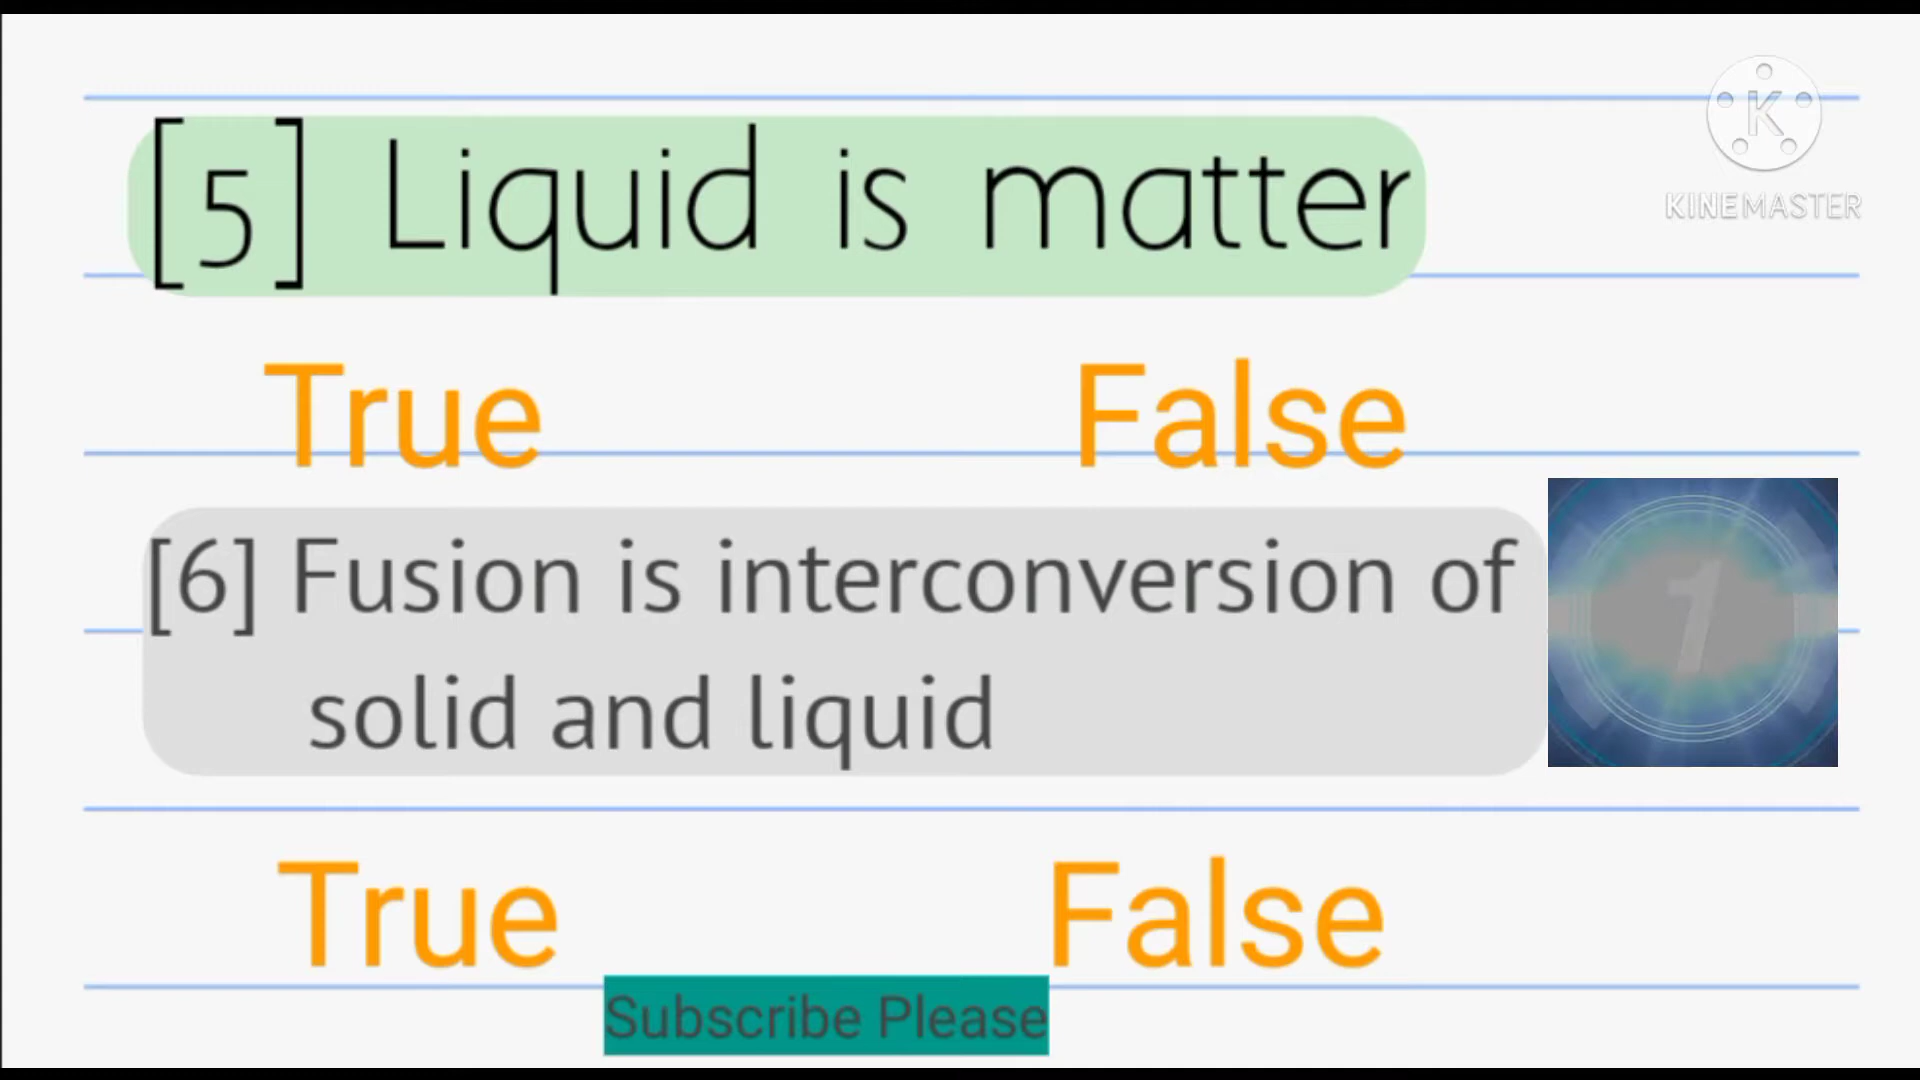 [5] Liquid is matter
K
KINEMASTER
True False
[6] Fusion is interconversion of
solid and liquid
1
True False
Subscribe Please